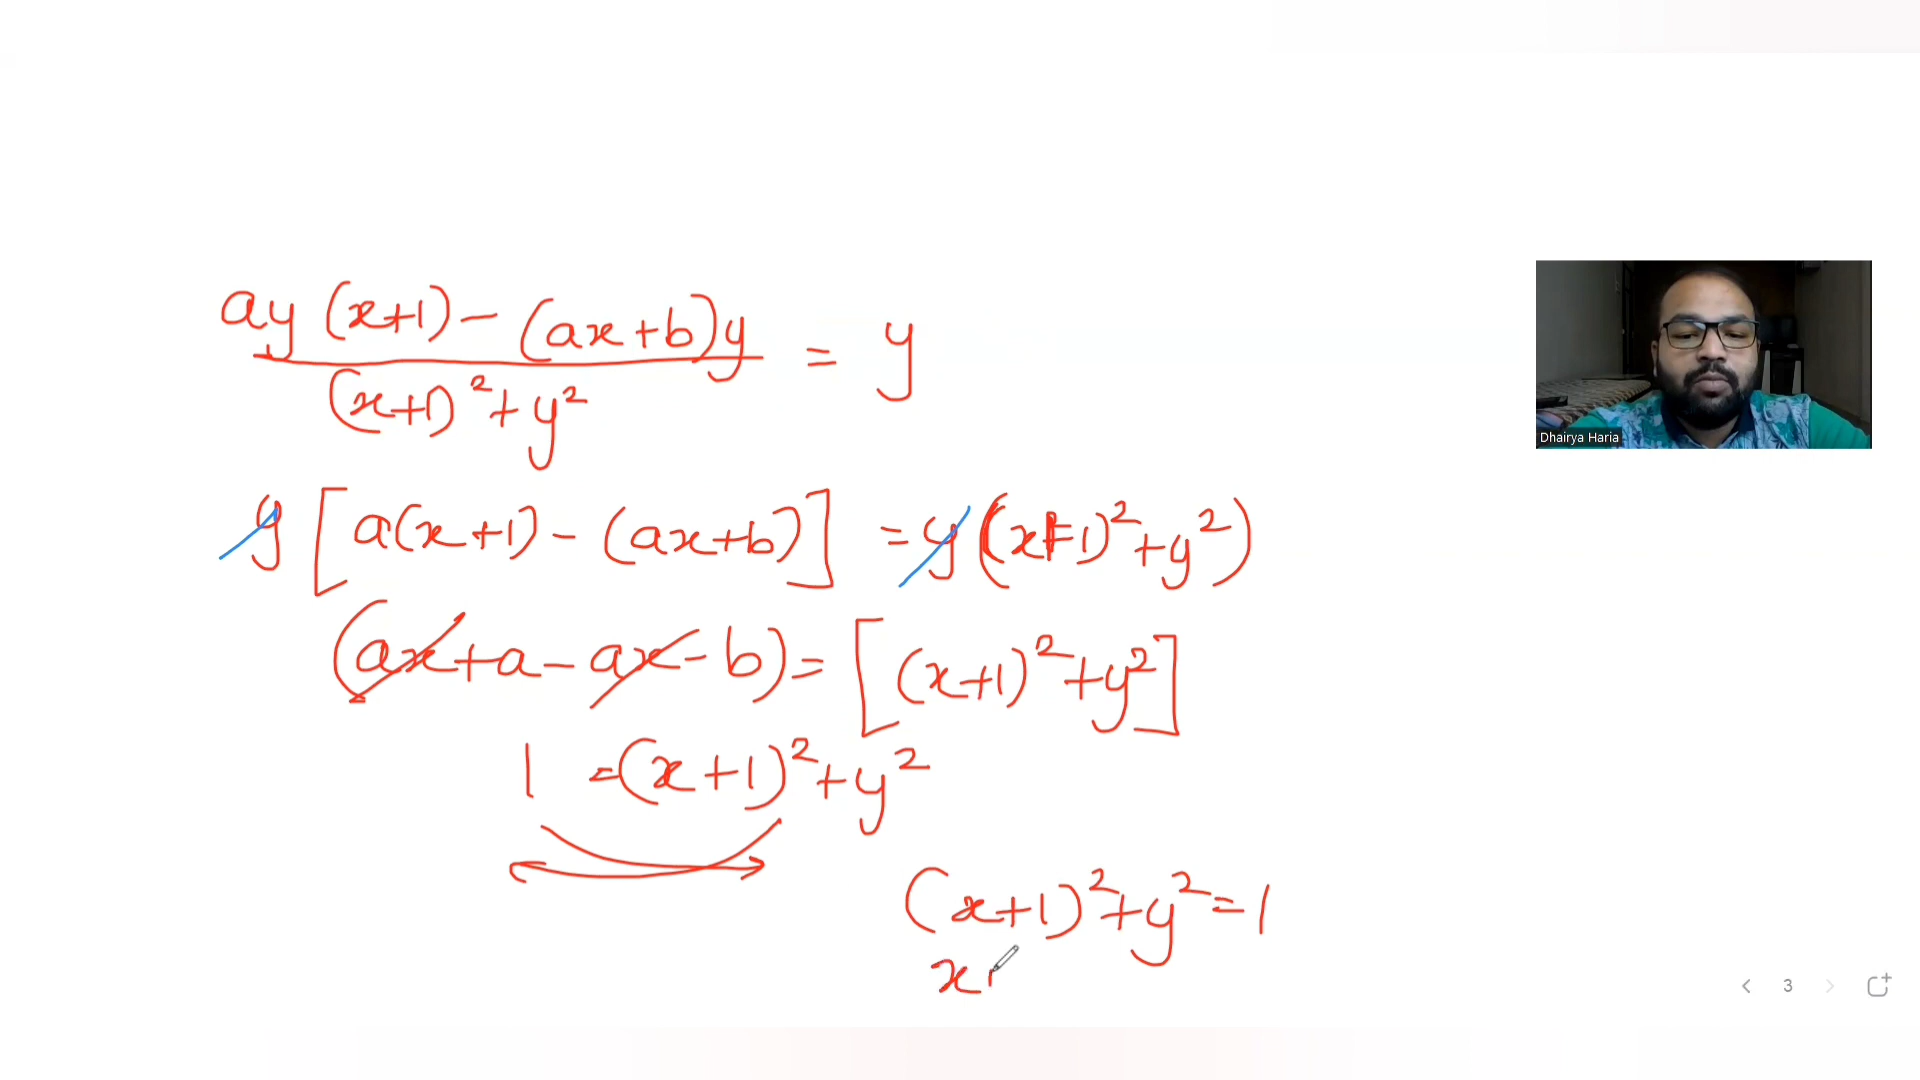 ay(x+1) - (ax+b)y
(x+1)² + y²
= y
y[a(x+1) - (ax+b)] = y((x+1)² + y²)
(ax + a - ax - b) = [(x+1)² + y²]
1 = (x+1)² + y²
(x+1)² + y² = 1
x
Dhairya Haria
< 3 >